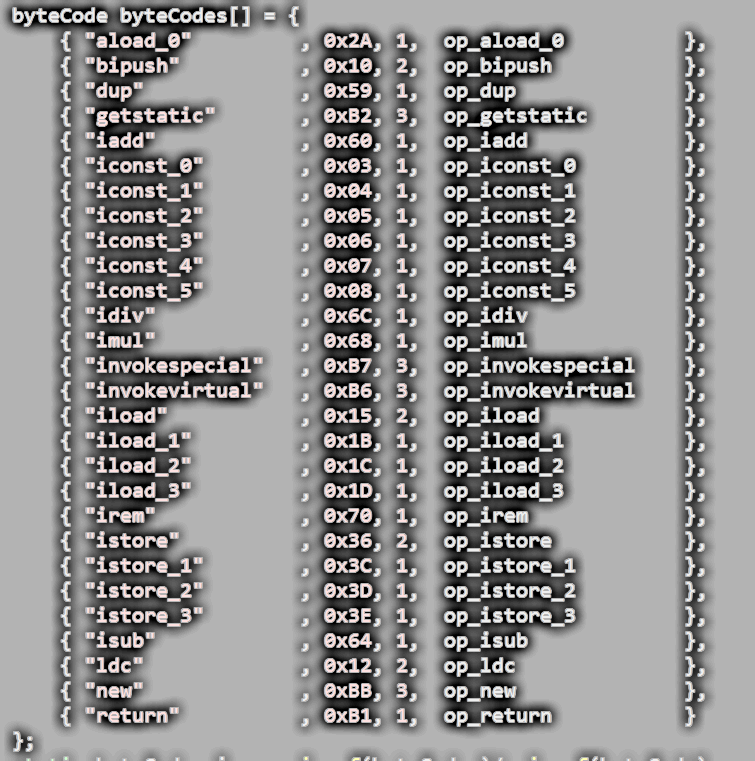 byteCode byteCodes[] = {
{ "aload_0" , 0x2A, 1, op_aload_0 },
{ "bipush" , 0x10, 2, op_bipush },
{ "dup" , 0x59, 1, op_dup },
{ "getstatic" , 0xB2, 3, op_getstatic },
{ "iadd" , 0x60, 1, op_iadd },
{ "iconst_0" , 0x03, 1, op_iconst_0 },
{ "iconst_1" , 0x04, 1, op_iconst_1 },
{ "iconst_2" , 0x05, 1, op_iconst_2 },
{ "iconst_3" , 0x06, 1, op_iconst_3 },
{ "iconst_4" , 0x07, 1, op_iconst_4 },
{ "iconst_5" , 0x08, 1, op_iconst_5 },
{ "idiv" , 0x6C, 1, op_idiv },
{ "imul" , 0x68, 1, op_imul },
{ "invokespecial" , 0xB7, 3, op_invokespecial },
{ "invokevirtual" , 0xB6, 3, op_invokevirtual },
{ "iload" , 0x15, 2, op_iload },
{ "iload_1" , 0x1B, 1, op_iload_1 },
{ "iload_2" , 0x1C, 1, op_iload_2 },
{ "iload_3" , 0x1D, 1, op_iload_3 },
{ "irem" , 0x70, 1, op_irem },
{ "istore" , 0x36, 2, op_istore },
{ "istore_1" , 0x3C, 1, op_istore_1 },
{ "istore_2" , 0x3D, 1, op_istore_2 },
{ "istore_3" , 0x3E, 1, op_istore_3 },
{ "isub" , 0x64, 1, op_isub },
{ "ldc" , 0x12, 2, op_ldc },
{ "new" , 0xBB, 3, op_new },
{ "return" , 0xB1, 1, op_return }
};